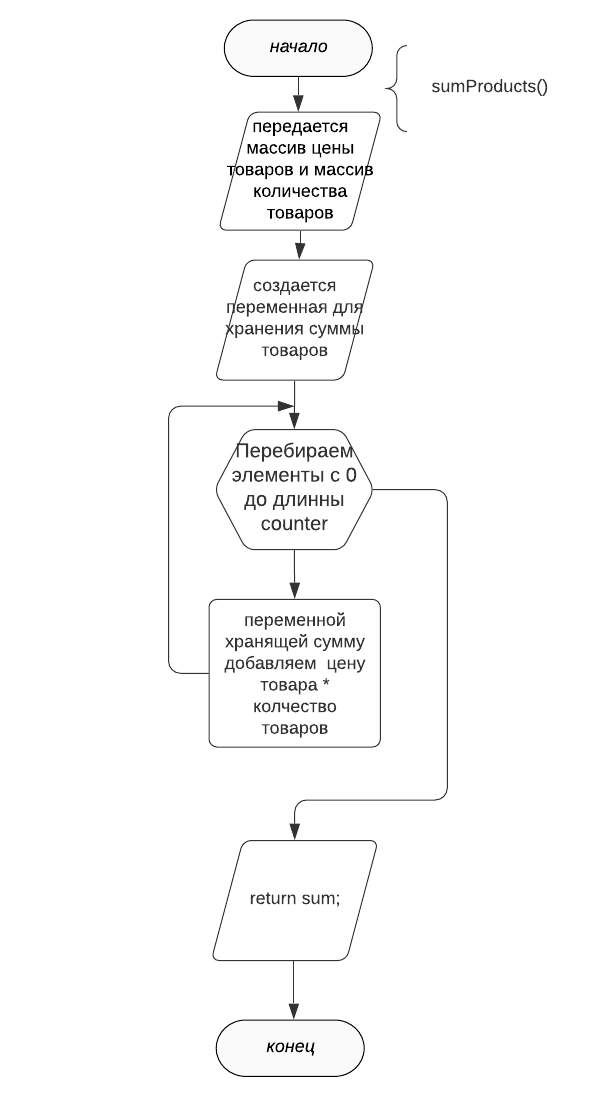 начало
sumProducts()
передается
массив цены
товаров и массив
количества
товаров
создается
переменная для
хранения суммы
товаров
Перебираем
элементы с 0
до длинны
counter
переменной
хранящей сумму
добавляем цену
товара *
колчество
товаров
return sum;
конец